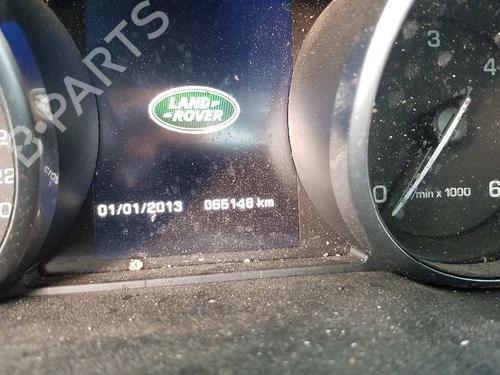 B-PARTS
LAND
ROVER
01/01/2013 065148 km
3
4
0
/min x 1000
6